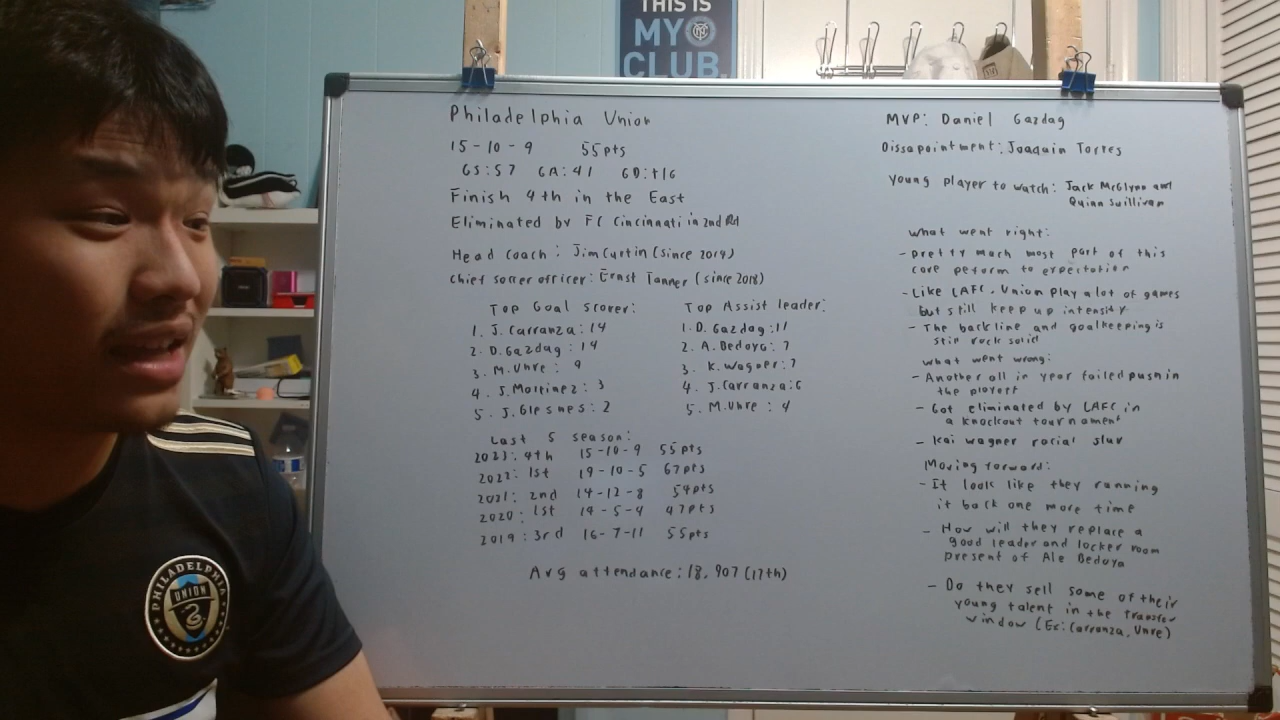 THIS IS
MY
CLUB.
Philadelphia Union
15-10-9 55pts
GS:57 GA:41 GD:+16
Finish 4th in the East
Eliminated by FC Cincinnati in 2nd Rd
Head coach: Jim Curtin (Since 2014)
Chief soccer officer: Ernst Tanner (since 2018)
Top Goal scorer:
1. J. Carranza: 14
2. D. Gazdag: 14
3. M. Uhre: 9
4. J. Martinez: 3
5. J. Glesnes: 2
Top Assist leader:
1. D. Gazdag: 11
2. A. Bedoya: 7
3. K. Wagner: 7
4. J. Carranza: 6
5. M. Uhre: 4
Last 5 season:
2023: 4th 15-10-9 55pts
2022: 1st 19-10-5 67pts
2021: 2nd 14-12-8 54pts
2020: 1st 14-5-4 47pts
2019: 3rd 16-7-11 55pts
Avg attendance: 18,907 (17th)
MVP: Daniel Gazdag
Dissapointment: Joaquin Torres
Young player to watch: Jack McGlynn and
Quinn Suillivan
What went right:
- Pretty much most part of this
core peform to expectation
- Like LAFC, Union play a lot of games
but still keep up intensity
- The backline and goalkeeping is
still rock solid
What went wrong:
- Another all in year failed push in
the playoff
- Got eliminated by LAFC in
a knockout tournament
- Kai Wagner racial slur
Moving forward:
- It look like they running
it back one more time
- How will they replace a
good leader and locker room
present of Ale Bedoya
- Do they sell some of their
young talent in the transfer
window (Ex: Carranza, Uhre)
PHILADELPHIA
UNION